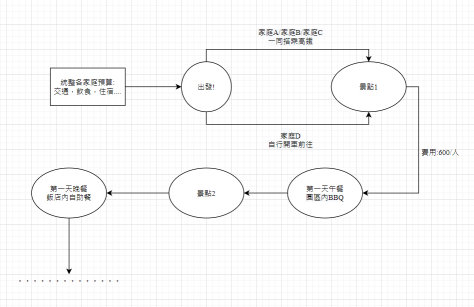 家庭A/家庭B/家庭C
一同搭乘高鐵
統整各家庭預算:
交通、飲食、住宿....
出發!
景點1
家庭D
自行開車前往
費用:600/人
第一天晚餐
飯店內自助餐
景點2
第一天午餐
園區內BBQ